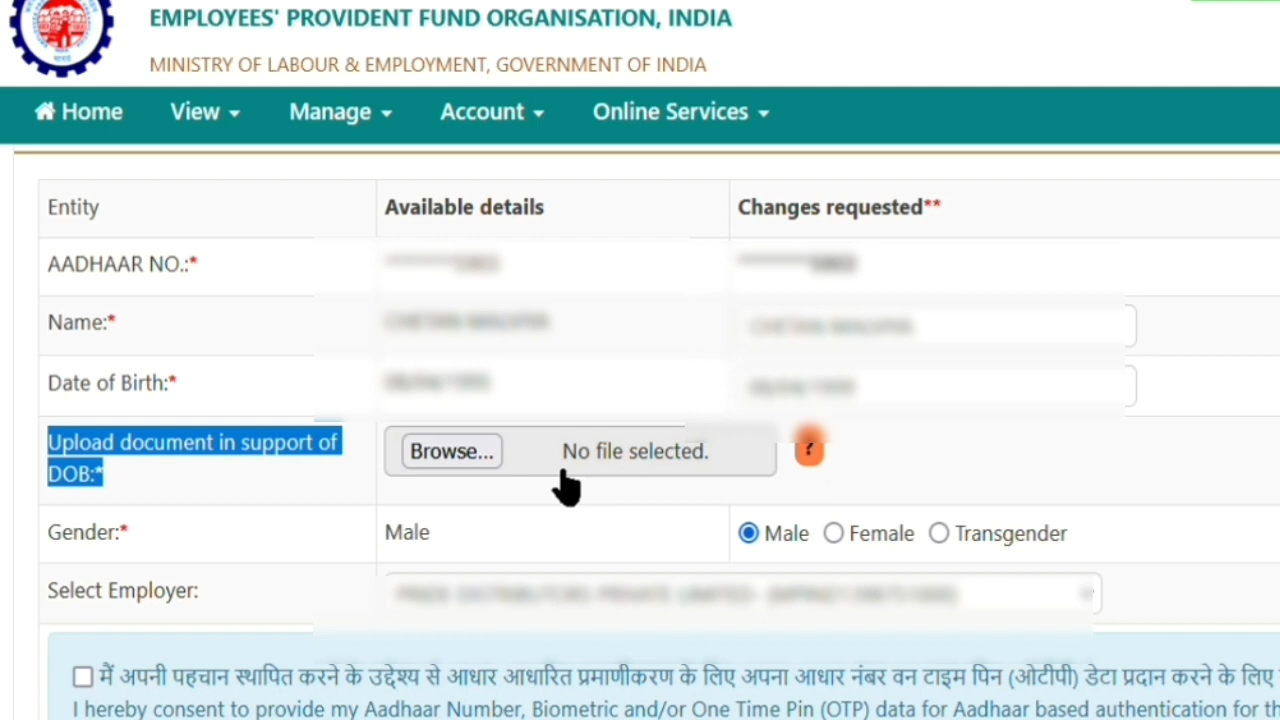 EMPLOYEES' PROVIDENT FUND ORGANISATION, INDIA
MINISTRY OF LABOUR & EMPLOYMENT, GOVERNMENT OF INDIA
Home View Manage Account Online Services
Entity Available details Changes requested**
AADHAAR NO.:*
Name:*
Date of Birth:*
Upload document in support of
DOB:*
Browse... No file selected. ?
Gender:* Male Male Female Transgender
Select Employer:
मैं अपनी पहचान स्थापित करने के उद्देश्य से आधार आधारित प्रमाणीकरण के लिए अपना आधार नंबर वन टाइम पिन (ओटीपी) डेटा प्रदान करने के लिए
I hereby consent to provide my Aadhaar Number, Biometric and/or One Time Pin (OTP) data for Aadhaar based authentication for